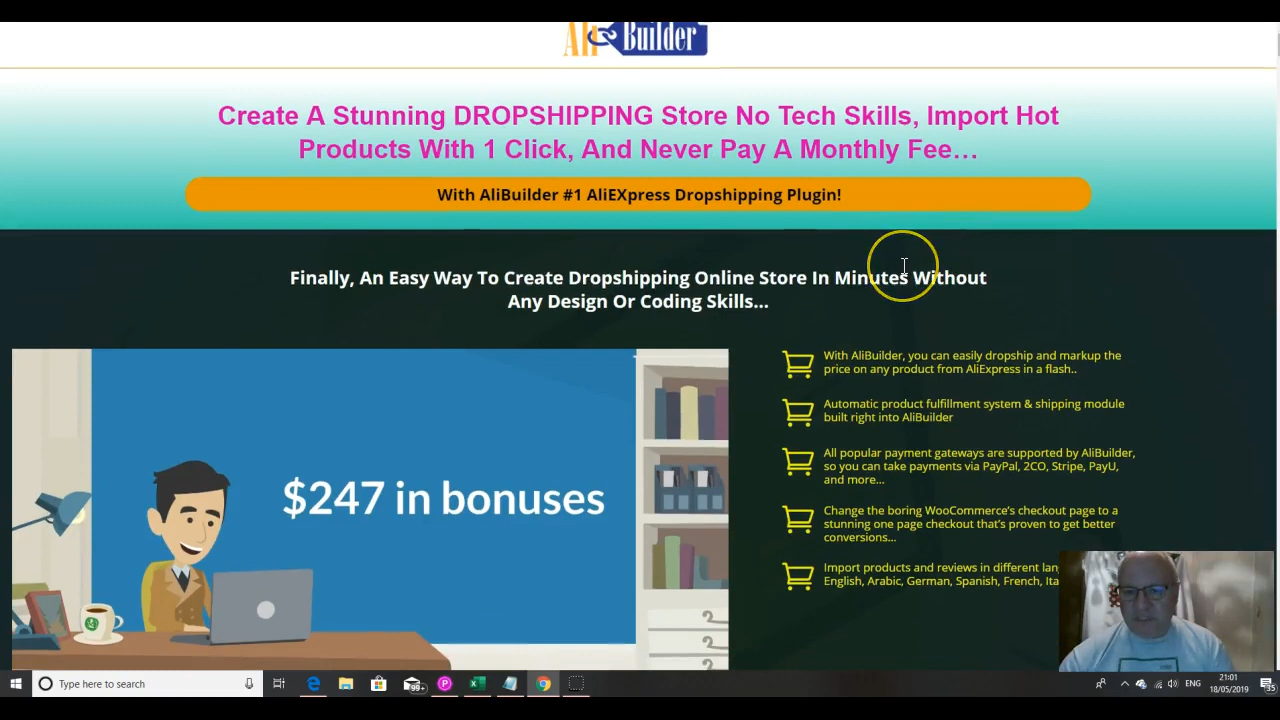 Ali Builder
Create A Stunning DROPSHIPPING Store No Tech Skills, Import Hot
Products With 1 Click, And Never Pay A Monthly Fee...
With AliBuilder #1 AliEXpress Dropshipping Plugin!
Finally, An Easy Way To Create Dropshipping Online Store In Minutes Without
Any Design Or Coding Skills...
$247 in bonuses
With AliBuilder, you can easily dropship and markup the
price on any product from AliExpress in a flash..
Automatic product fulfillment system & shipping module
built right into AliBuilder
All popular payment gateways are supported by AliBuilder,
so you can take payments via PayPal, 2CO, Stripe, PayU,
and more...
Change the boring WooCommerce's checkout page to a
stunning one page checkout that's proven to get better
conversions...
Import products and reviews in different lan
English, Arabic, German, Spanish, French, Ita
Type here to search
99+
ENG
21:01
18/05/2019
35